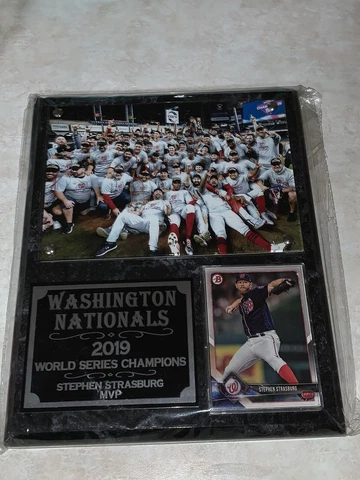 WASHINGTON
NATIONALS
2019
WORLD SERIES CHAMPIONS
STEPHEN STRASBURG
MVP
STEPHEN STRASBURG